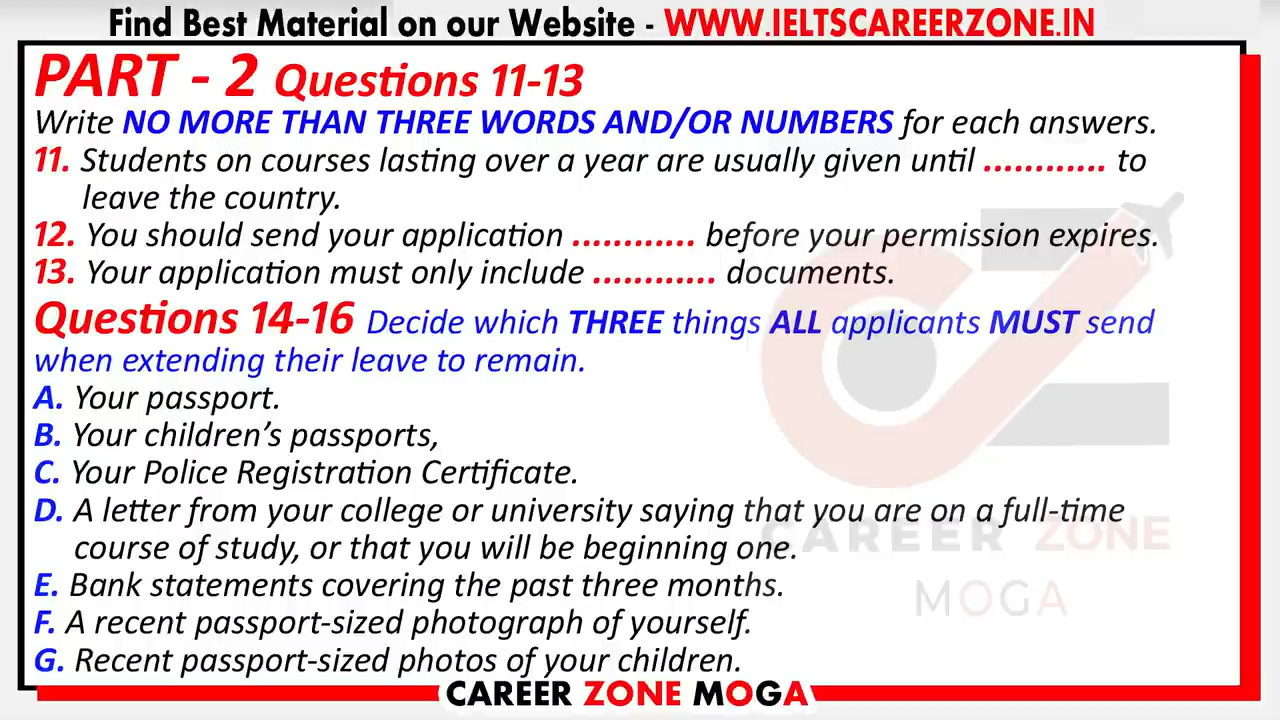 Find Best Material on our Website - WWW.IELTSCAREERZONE.IN
PART - 2 Questions 11-13
Write NO MORE THAN THREE WORDS AND/OR NUMBERS for each answers.
11. Students on courses lasting over a year are usually given until ............ to
leave the country.
12. You should send your application ............ before your permission expires.
13. Your application must only include ............ documents.
Questions 14-16 Decide which THREE things ALL applicants MUST send
when extending their leave to remain.
A. Your passport.
B. Your children's passports,
C. Your Police Registration Certificate.
D. A letter from your college or university saying that you are on a full-time
course of study, or that you will be beginning one.
E. Bank statements covering the past three months.
F. A recent passport-sized photograph of yourself.
G. Recent passport-sized photos of your children.
CAREER ZONE
MOGA
CAREER ZONE MOGA